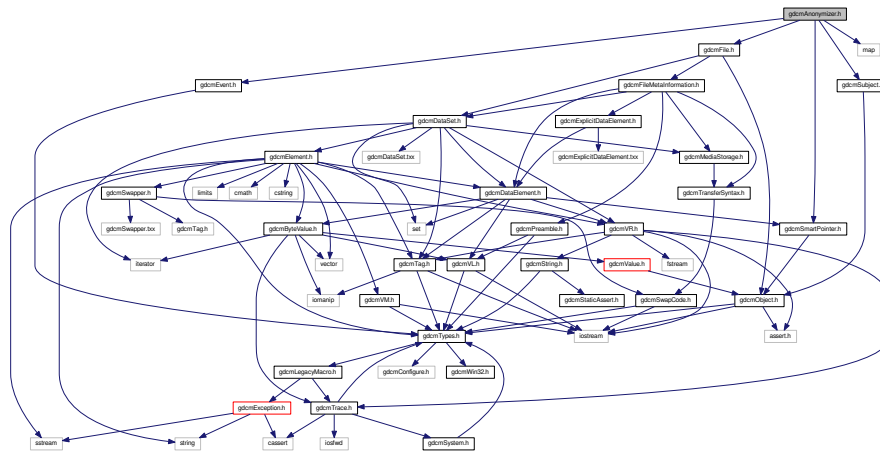 gdcmAnonymizer.h
gdcmFile.h
map
gdcmEvent.h
gdcmFileMetaInformation.h
gdcmSubject.h
gdcmDataSet.h
gdcmExplicitDataElement.h
gdcmElement.h
gdcmDataSet.txx
gdcmExplicitDataElement.txx
gdcmMediaStorage.h
gdcmSwapper.h
limits
cmath
cstring
gdcmDataElement.h
gdcmTransferSyntax.h
gdcmSwapper.txx
gdcmTag.h
gdcmByteValue.h
set
gdcmPreamble.h
gdcmVR.h
gdcmSmartPointer.h
iterator
vector
gdcmTag.h
gdcmVL.h
gdcmString.h
gdcmValue.h
fstream
iomanip
gdcmVM.h
gdcmStaticAssert.h
gdcmSwapCode.h
gdcmObject.h
gdcmTypes.h
iostream
assert.h
gdcmLegacyMacro.h
gdcmConfigure.h
gdcmWin32.h
gdcmException.h
gdcmTrace.h
sstream
string
cassert
iosfwd
gdcmSystem.h